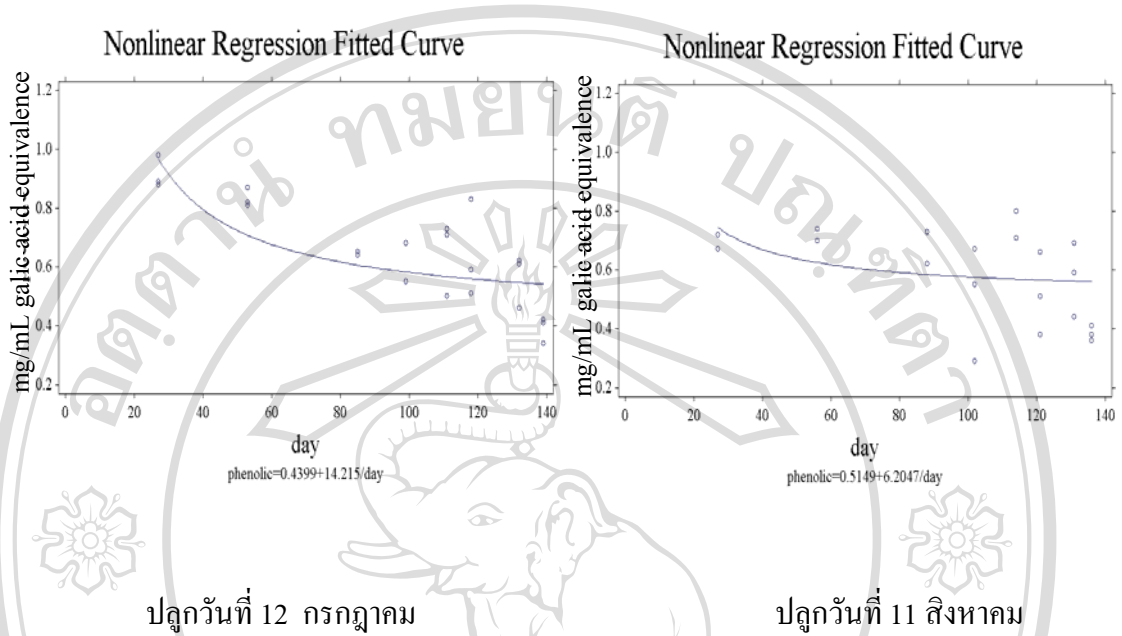 Nonlinear Regression Fitted Curve
mg/mL galic acid equivalence
1.2
1.0
0.8
0.6
0.4
0.2
0 20 40 60 80 100 120 140
day
phenolic=0.4399+14.215/day
ปลูกวันที่ 12 กรกฎาคม
Nonlinear Regression Fitted Curve
mg/mL galic acid equivalence
1.2
1.0
0.8
0.6
0.4
0.2
0 20 40 60 80 100 120 140
day
phenolic=0.5149+6.2047/day
ปลูกวันที่ 11 สิงหาคม